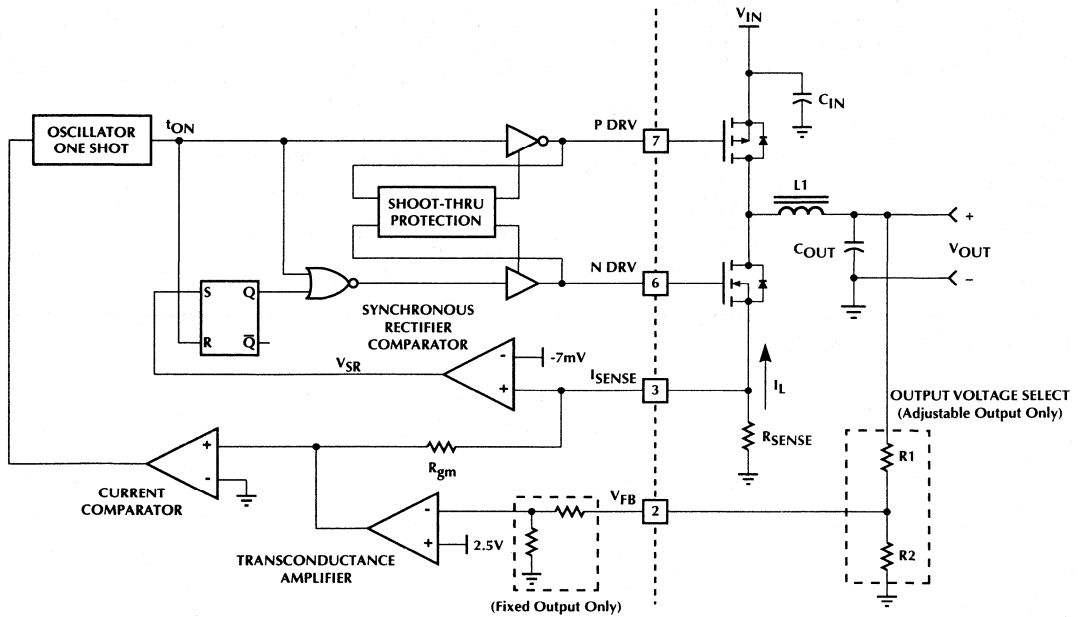 VIN
CIN
OSCILLATOR
ONE SHOT
tON
P DRV
7
SHOOT-THRU
PROTECTION
L1
+
COUT
VOUT
−
N DRV
6
S
Q
R
Q̅
SYNCHRONOUS
RECTIFIER
COMPARATOR
VSR
-
-7mV
+
ISENSE
3
IL
RSENSE
OUTPUT VOLTAGE SELECT
(Adjustable Output Only)
R1
R2
+
-
Rgm
CURRENT
COMPARATOR
VFB
2
-
+
2.5V
TRANSCONDUCTANCE
AMPLIFIER
(Fixed Output Only)